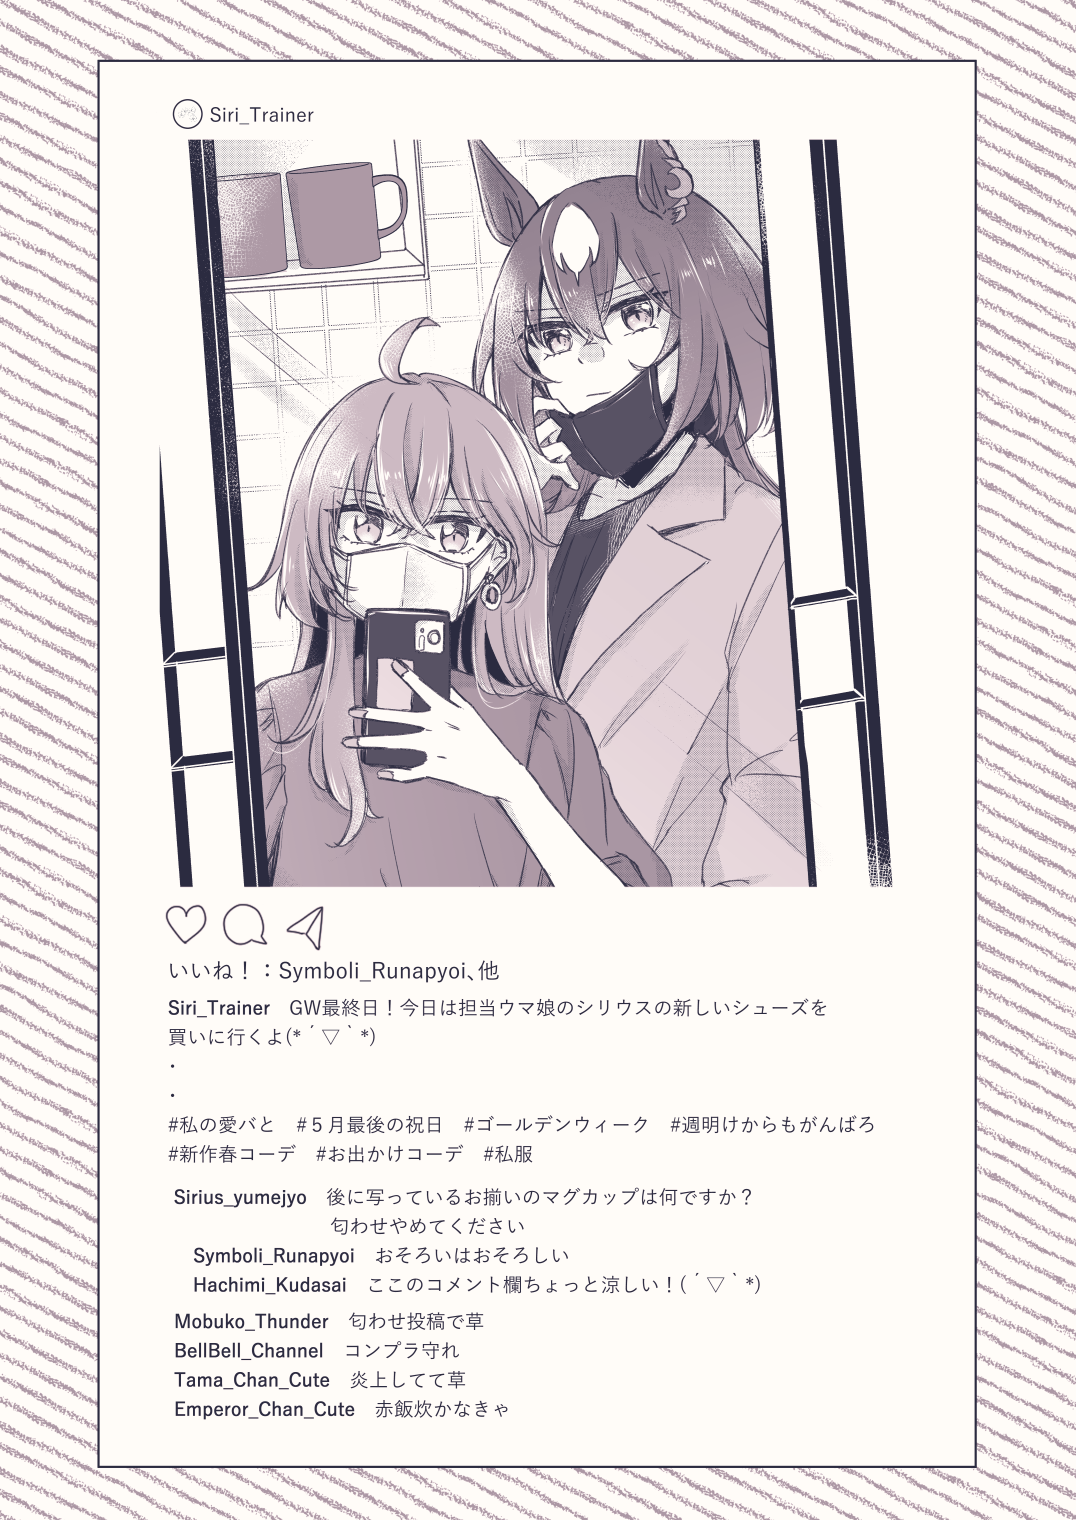 Siri_Trainer
いいね！：Symboli_Runapyoi、他
Siri_Trainer　GW最終日！今日は担当ウマ娘のシリウスの新しいシューズを
買いに行くよ(*´▽｀*)
.
.
#私の愛バと　#５月最後の祝日　#ゴールデンウィーク　#週明けからもがんばろ
#新作春コーデ　#お出かけコーデ　#私服
Sirius_yumejyo　後に写っているお揃いのマグカップは何ですか？
匂わせやめてください
Symboli_Runapyoi　おそろいはおそろしい
Hachimi_Kudasai　ここのコメント欄ちょっと涼しい！(´▽｀*)
Mobuko_Thunder　匂わせ投稿で草
BellBell_Channel　コンプラ守れ
Tama_Chan_Cute　炎上してて草
Emperor_Chan_Cute　赤飯炊かなきゃ